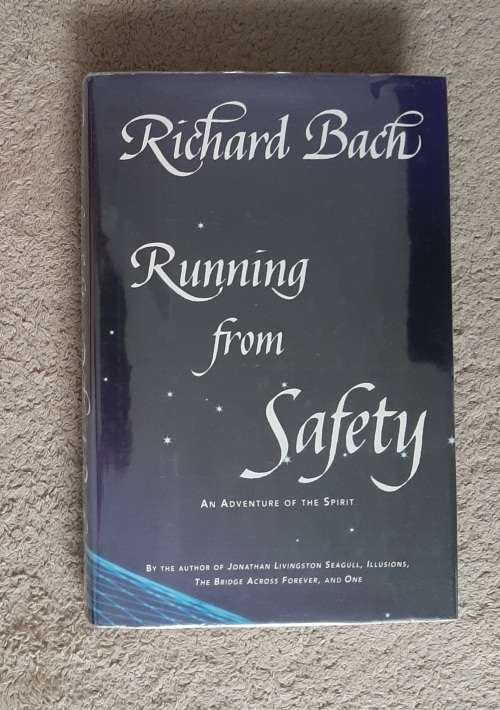 Richard Bach
Running
from
Safety
AN ADVENTURE OF THE SPIRIT
BY THE AUTHOR OF JONATHAN LIVINGSTON SEAGULL, ILLUSIONS,
THE BRIDGE ACROSS FOREVER, AND ONE